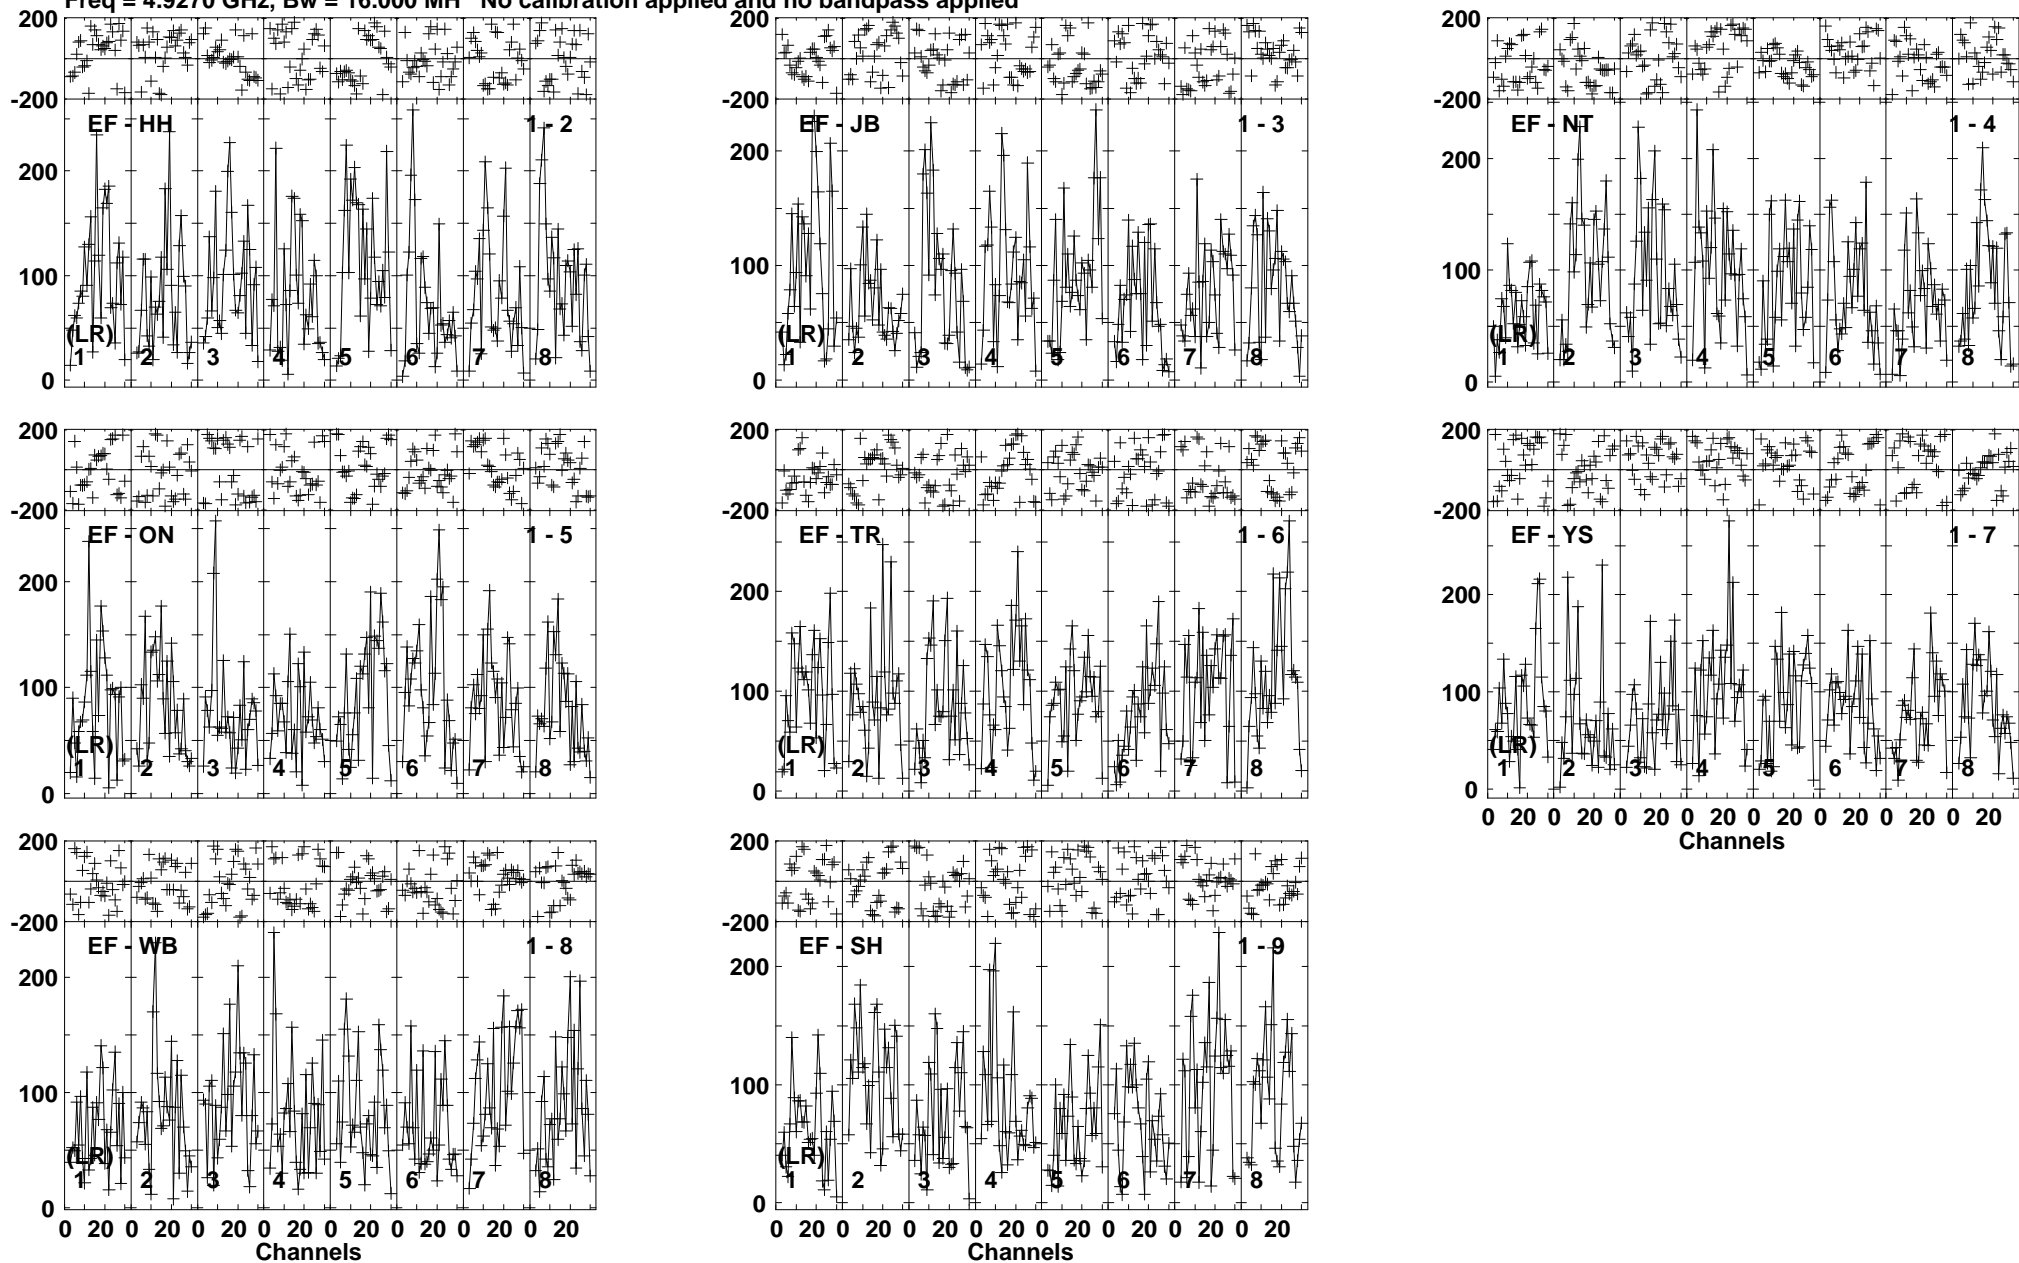 Freq = 4.9270 GHz, Bw = 16.000 MH No calibration applied and no bandpass applied
200
-200
EF - HH 1 - 2
200
100
0
(LR)
1 2 3 4 5 6 7 8
EF - JB 1 - 3
200
-200
200
100
0
(LR)
1 2 3 4 5 6 7 8
200
-200
EF - NT 1 - 4
200
100
0
(LR)
1 2 3 4 5 6 7 8
200
-200
EF - ON 1 - 5
200
100
0
(LR)
1 2 3 4 5 6 7 8
200
-200
EF - TR 1 - 6
200
100
0
(LR)
1 2 3 4 5 6 7 8
200
-200
EF - YS 1 - 7
200
100
0
(LR)
1 2 3 4 5 6 7 8
0 20 0 20 0 20 0 20 0 20 0 20 0 20 0 20
Channels
200
-200
EF - WB 1 - 8
200
100
0
(LR)
1 2 3 4 5 6 7 8
0 20 0 20 0 20 0 20 0 20 0 20 0 20 0 20
Channels
200
-200
EF - SH 1 - 9
200
100
0
(LR)
1 2 3 4 5 6 7 8
0 20 0 20 0 20 0 20 0 20 0 20 0 20 0 20
Channels